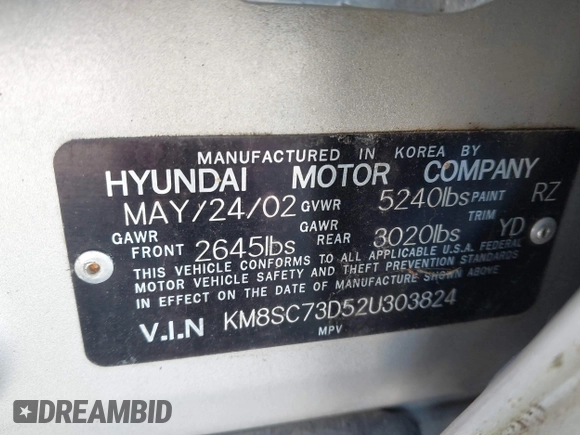 MANUFACTURED IN KOREA BY
HYUNDAI MOTOR COMPANY
MAY/24/02 GVWR 5240lbs PAINT RZ
GAWR FRONT 2645lbs GAWR REAR 3020lbs TRIM YD
THIS VEHICLE CONFORMS TO ALL APPLICABLE U.S.A. FEDERAL
MOTOR VEHICLE SAFETY AND THEFT PREVENTION STANDARDS
IN EFFECT ON THE DATE OF MANUFACTURE SHOWN ABOVE
V.I.N KM8SC73D52U303824
MPV
DREAMBID